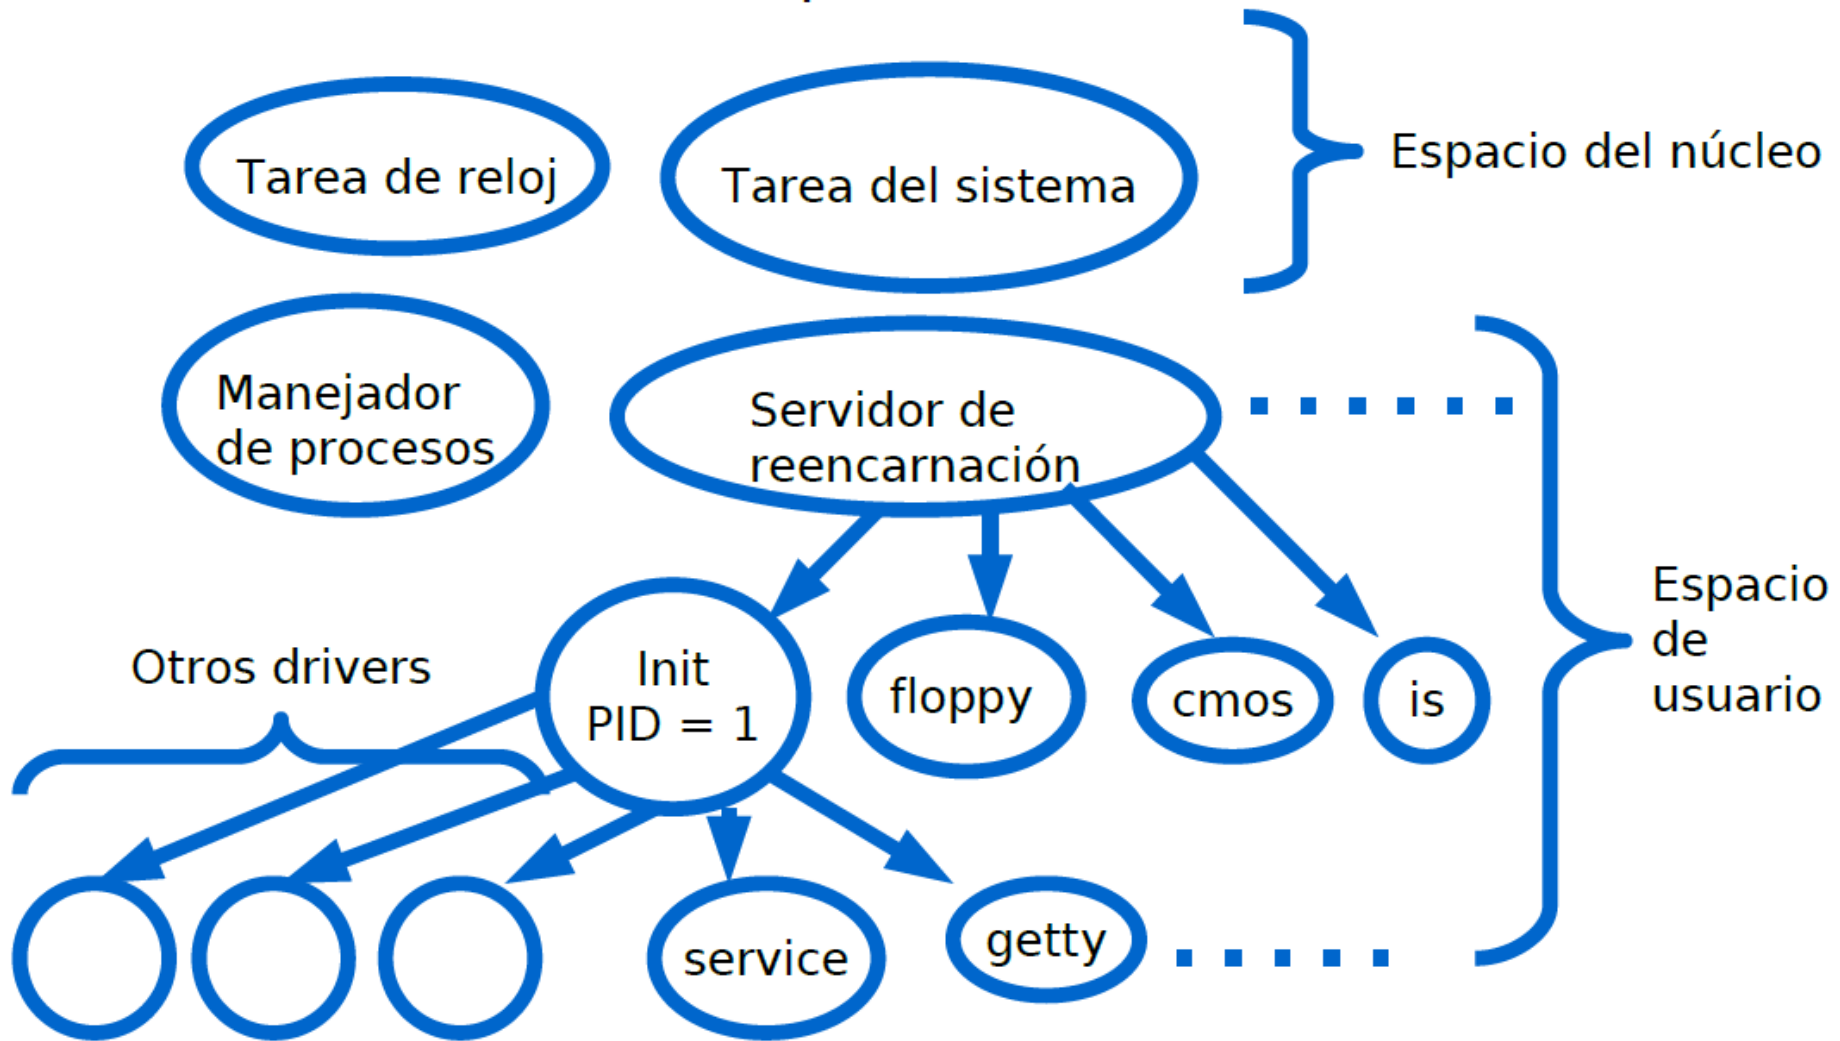 Tarea de reloj
Tarea del sistema
Espacio del núcleo
Manejador
de procesos
Servidor de
reencarnación
Espacio
de
usuario
Otros drivers
Init
PID = 1
floppy
cmos
is
service
getty